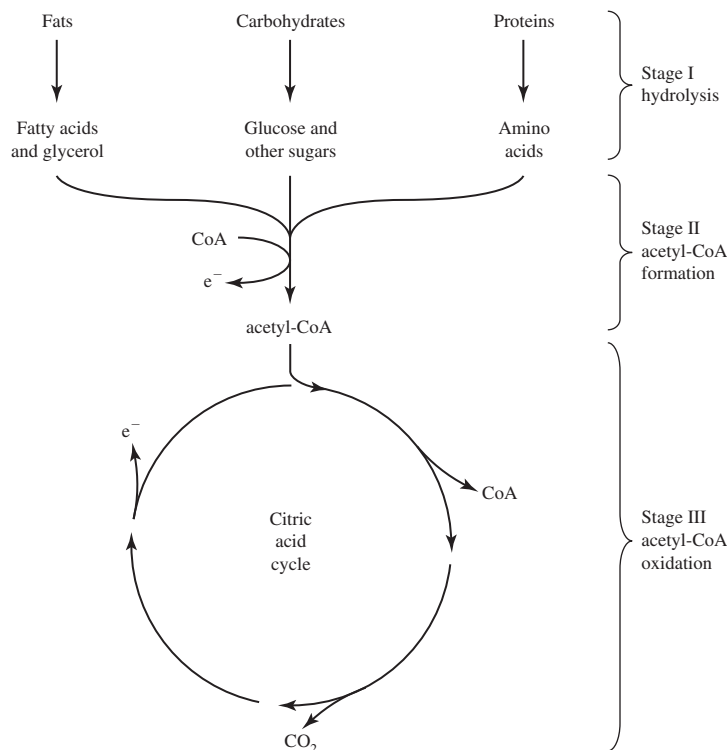 Fats
Carbohydrates
Proteins
Stage I
hydrolysis
Fatty acids
and glycerol
Glucose and
other sugars
Amino
acids
CoA
e⁻
Stage II
acetyl-CoA
formation
acetyl-CoA
e⁻
CoA
Citric
acid
cycle
Stage III
acetyl-CoA
oxidation
CO₂